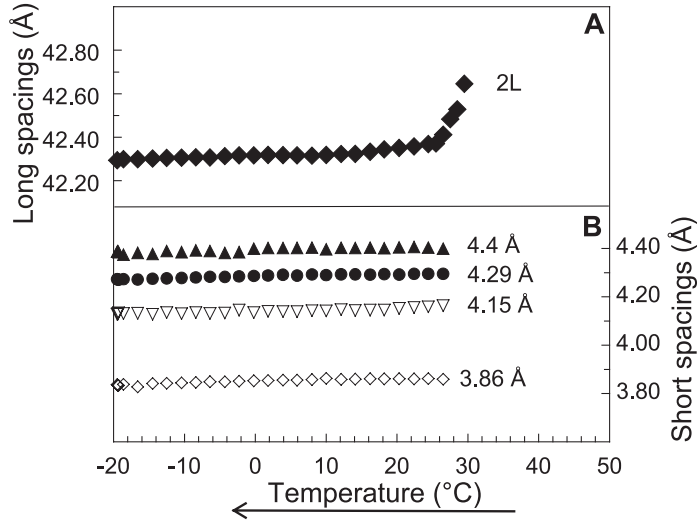 A
Long spacings (Å)
42.80
42.60
42.40
42.20
2L
B
Short spacings (Å)
4.40
4.20
4.00
3.80
4.4 Å
4.29 Å
4.15 Å
3.86 Å
-20 -10 0 10 20 30 40 50
Temperature (°C)